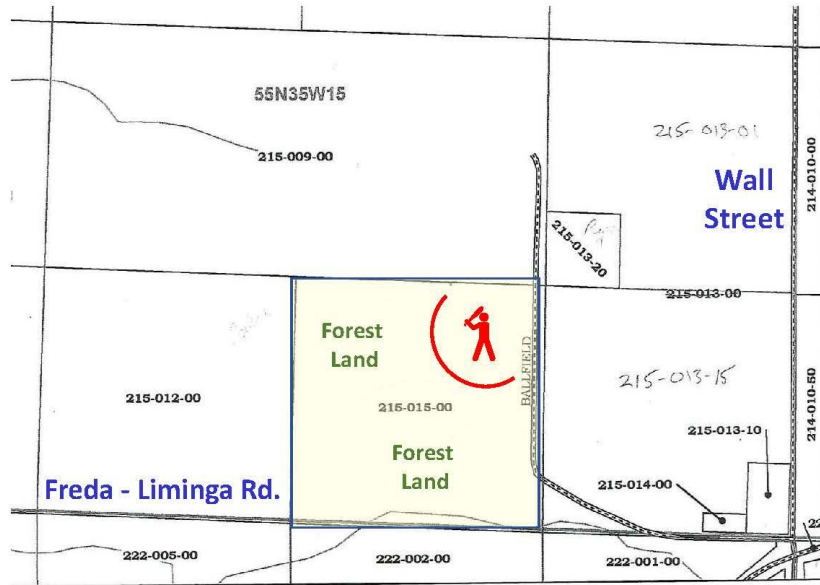 55N35W15
215-013-01
214-010-00
215-009-00
Wall
Street
215-013-20
215-013-00
Forest
Land
BALLFIELD
215-013-15
214-010-50
215-012-00
215-015-00
215-013-10
Forest
Land
215-014-00
Freda - Liminga Rd.
222-005-00
222-002-00
222-001-00